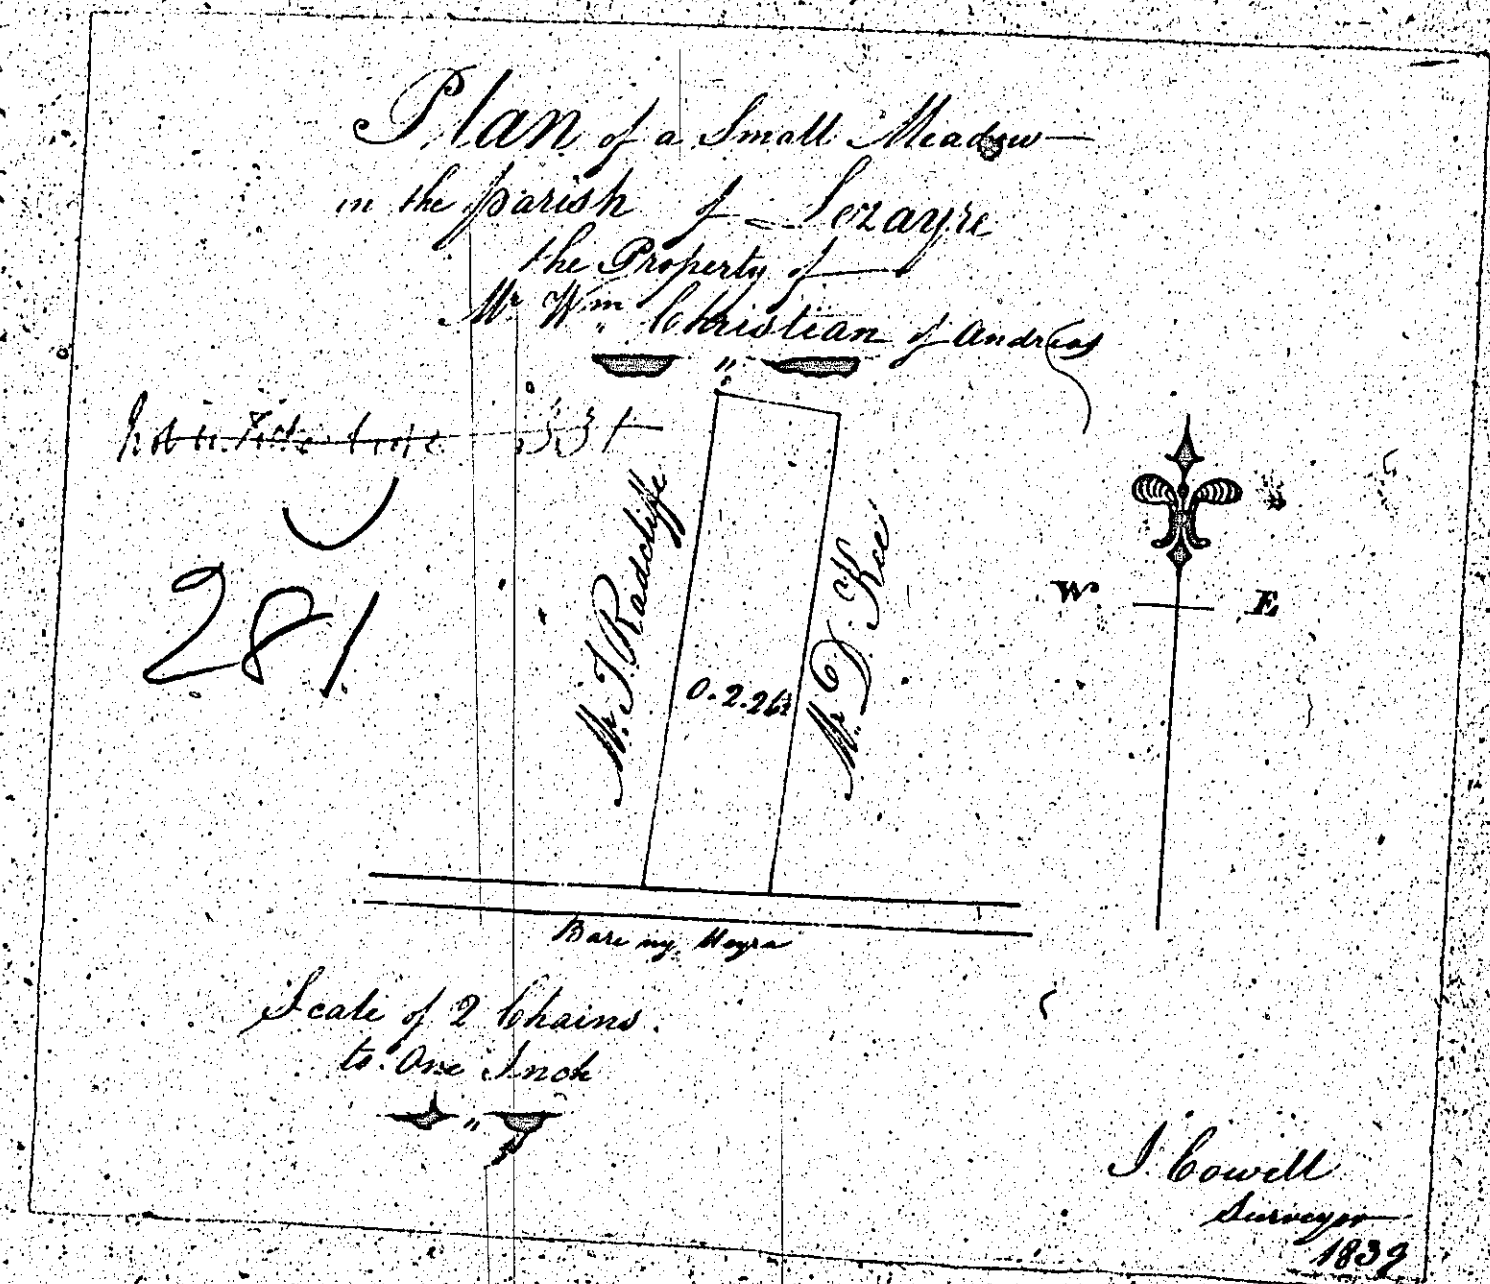 Plan of a Small Meadow
in the parish of Lezayre
the Property of
Mr Wm Christian of Andreas
281
Mr. J. Radcliffe
0.2.26
Mr. D. Kee
W E
Scale of 2 Chains
to One Inch
J. Cowell
Surveyor
1839